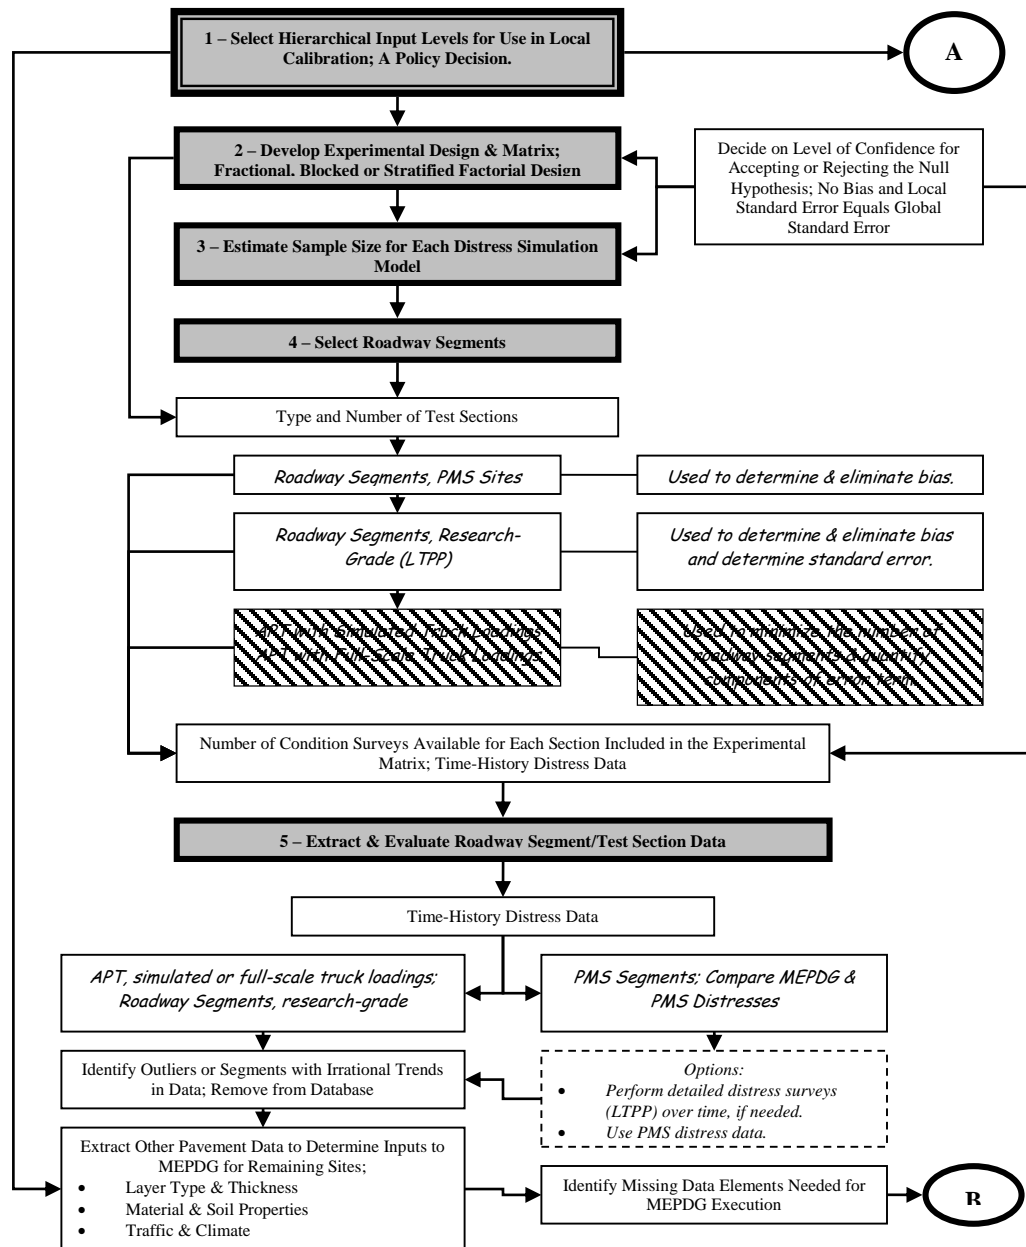 1 – Select Hierarchical Input Levels for Use in Local
Calibration; A Policy Decision.
A
2 – Develop Experimental Design & Matrix;
Fractional, Blocked or Stratified Factorial Design
Decide on Level of Confidence for
Accepting or Rejecting the Null
Hypothesis; No Bias and Local
Standard Error Equals Global
Standard Error
3 – Estimate Sample Size for Each Distress Simulation
Model
4 – Select Roadway Segments
Type and Number of Test Sections
Roadway Segments, PMS Sites
Used to determine & eliminate bias.
Roadway Segments, Research-
Grade (LTPP)
Used to determine & eliminate bias
and determine standard error.
APT with Simulated Truck Loadings
APT with Full-Scale Truck Loadings
Used to minimize the number of
roadway segments & quantify
components of error term.
Number of Condition Surveys Available for Each Section Included in the Experimental
Matrix; Time-History Distress Data
5 – Extract & Evaluate Roadway Segment/Test Section Data
Time-History Distress Data
APT, simulated or full-scale truck loadings;
Roadway Segments, research-grade
PMS Segments; Compare MEPDG &
PMS Distresses
Identify Outliers or Segments with Irrational Trends
in Data; Remove from Database
Options:
• Perform detailed distress surveys
(LTPP) over time, if needed.
• Use PMS distress data.
Extract Other Pavement Data to Determine Inputs to
MEPDG for Remaining Sites;
• Layer Type & Thickness
• Material & Soil Properties
• Traffic & Climate
Identify Missing Data Elements Needed for
MEPDG Execution
B